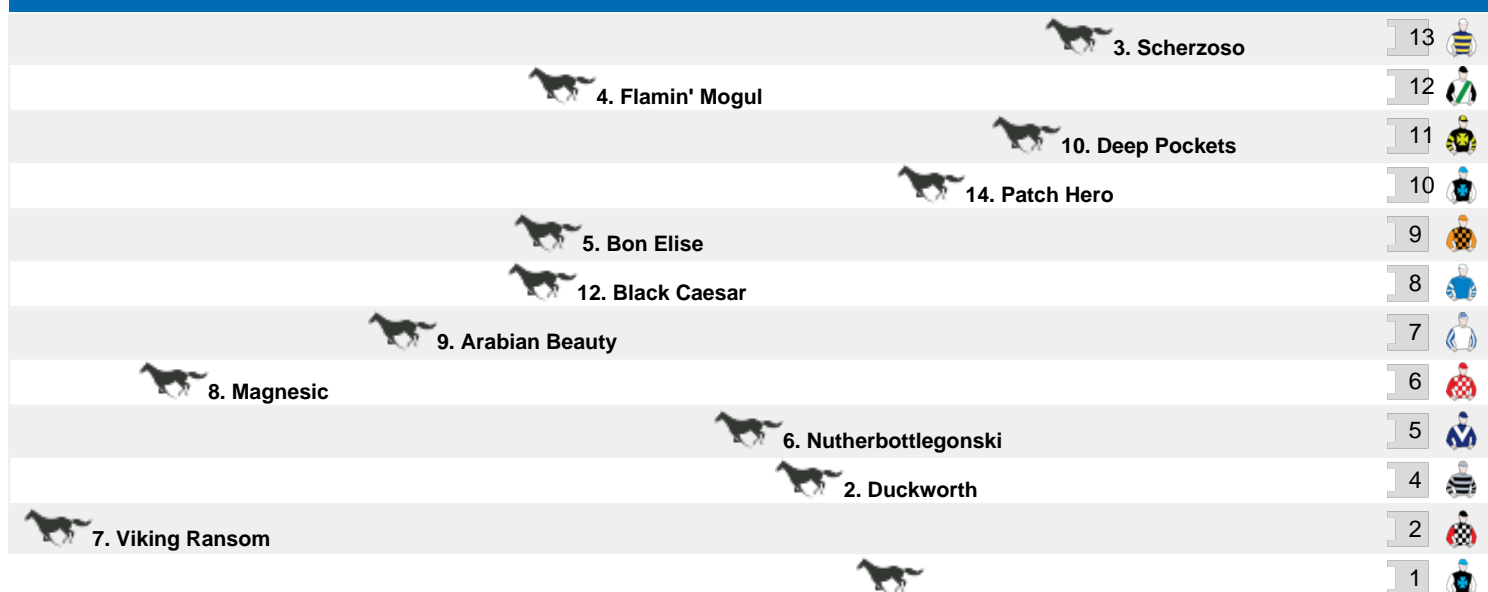 3. Scherzoso 13
4. Flamin' Mogul 12
10. Deep Pockets 11
14. Patch Hero 10
5. Bon Elise 9
12. Black Caesar 8
9. Arabian Beauty 7
8. Magnesic 6
6. Nutherbottlegonski 5
2. Duckworth 4
7. Viking Ransom 2
1